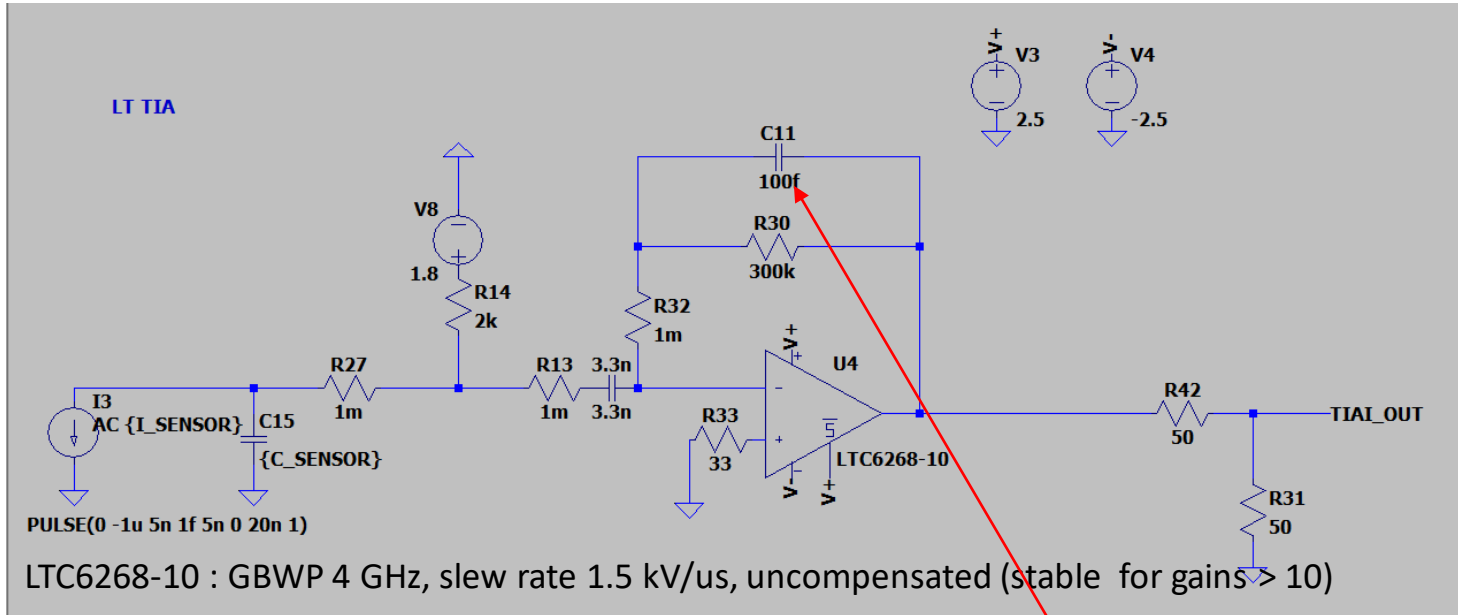 LT TIA
V+
V3
2.5
V-
V4
-2.5
C11
100f
R30
300k
V8
1.8
R14
2k
R32
1m
R27
1m
R13
1m
3.3n
3.3n
V+
U4
I3
AC {I_SENSOR}
C15
{C_SENSOR}
R33
33
5
LTC6268-10
V-
V+
R42
50
TIAI_OUT
R31
50
PULSE(0 -1u 5n 1f 5n 0 20n 1)
LTC6268-10 : GBWP 4 GHz, slew rate 1.5 kV/us, uncompensated (stable for gains > 10)